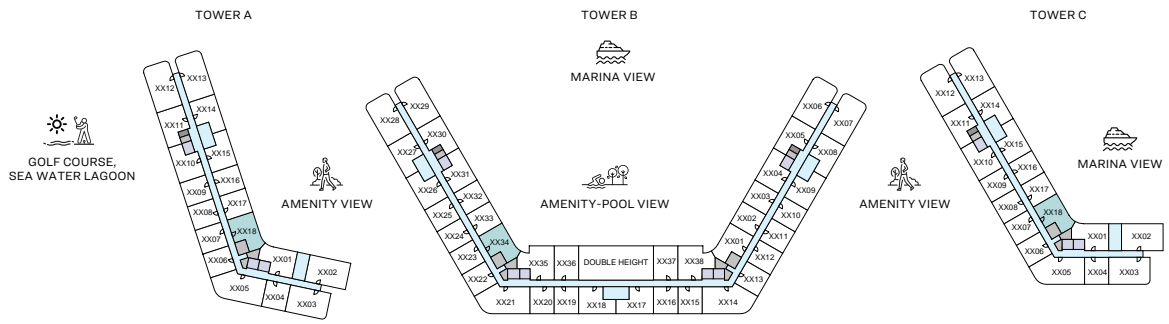 TOWER A
TOWER B
TOWER C
MARINA VIEW
GOLF COURSE,
SEA WATER LAGOON
AMENITY VIEW
AMENITY-POOL VIEW
AMENITY VIEW
MARINA VIEW
XX12
XX13
XX11
XX14
XX10
XX15
XX09
XX16
XX08
XX17
XX07
XX18
XX06
XX01
XX02
XX05
XX04
XX03
XX28
XX29
XX27
XX30
XX26
XX31
XX25
XX32
XX24
XX33
XX23
XX34
XX22
XX35
XX36
DOUBLE HEIGHT
XX37
XX38
XX21
XX20
XX19
XX18
XX17
XX16
XX15
XX14
XX06
XX07
XX05
XX08
XX04
XX09
XX03
XX10
XX02
XX11
XX01
XX12
XX13
XX12
XX13
XX11
XX14
XX10
XX15
XX09
XX16
XX08
XX17
XX07
XX18
XX06
XX01
XX02
XX05
XX04
XX03